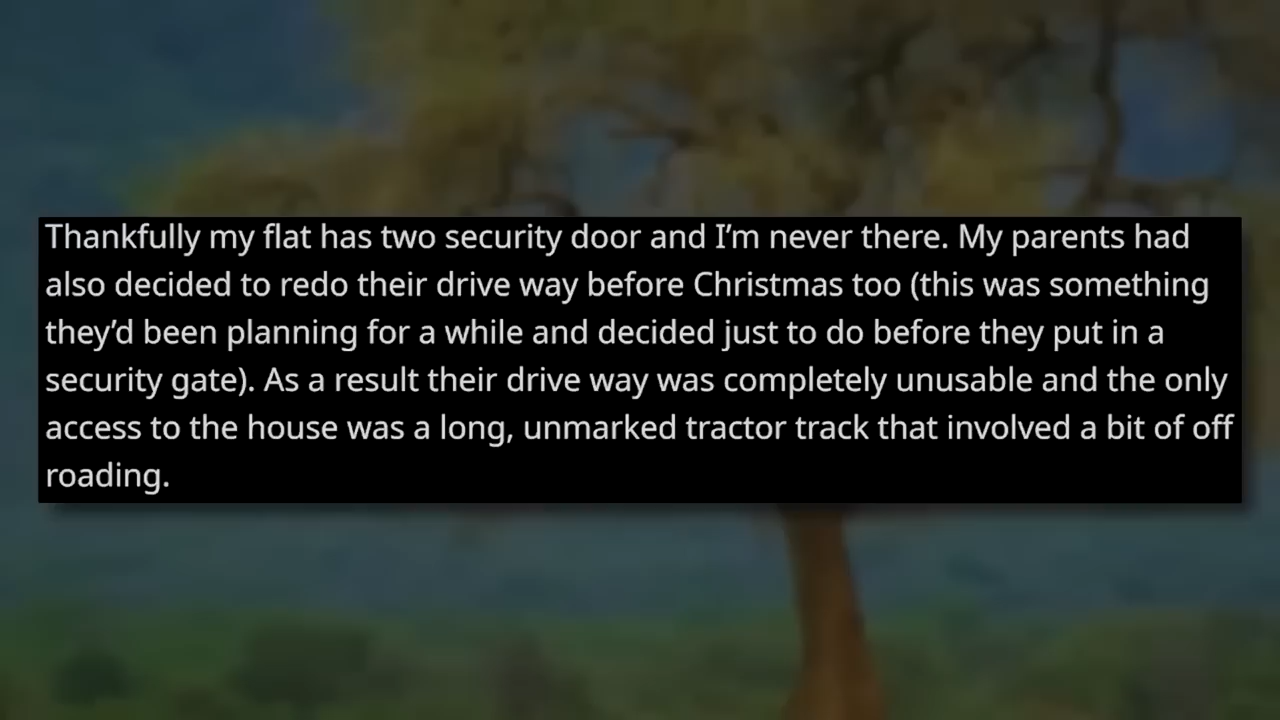 Thankfully my flat has two security door and I’m never there. My parents had
also decided to redo their drive way before Christmas too (this was something
they’d been planning for a while and decided just to do before they put in a
security gate). As a result their drive way was completely unusable and the only
access to the house was a long, unmarked tractor track that involved a bit of off
roading.